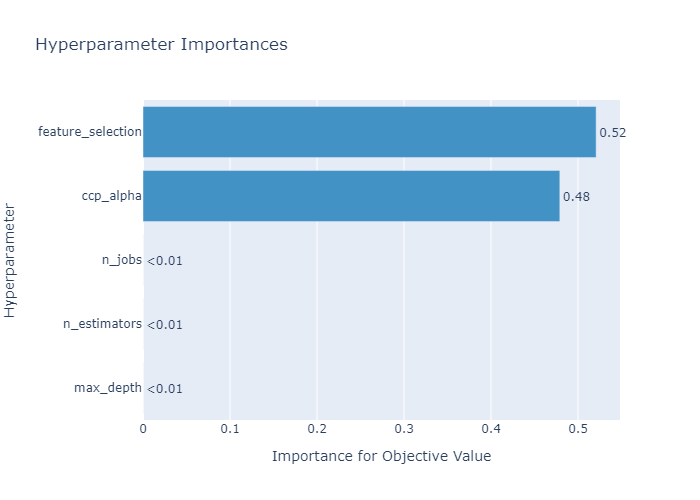 Hyperparameter Importances
Hyperparameter
feature_selection 0.52
ccp_alpha 0.48
n_jobs <0.01
n_estimators <0.01
max_depth <0.01
0 0.1 0.2 0.3 0.4 0.5
Importance for Objective Value